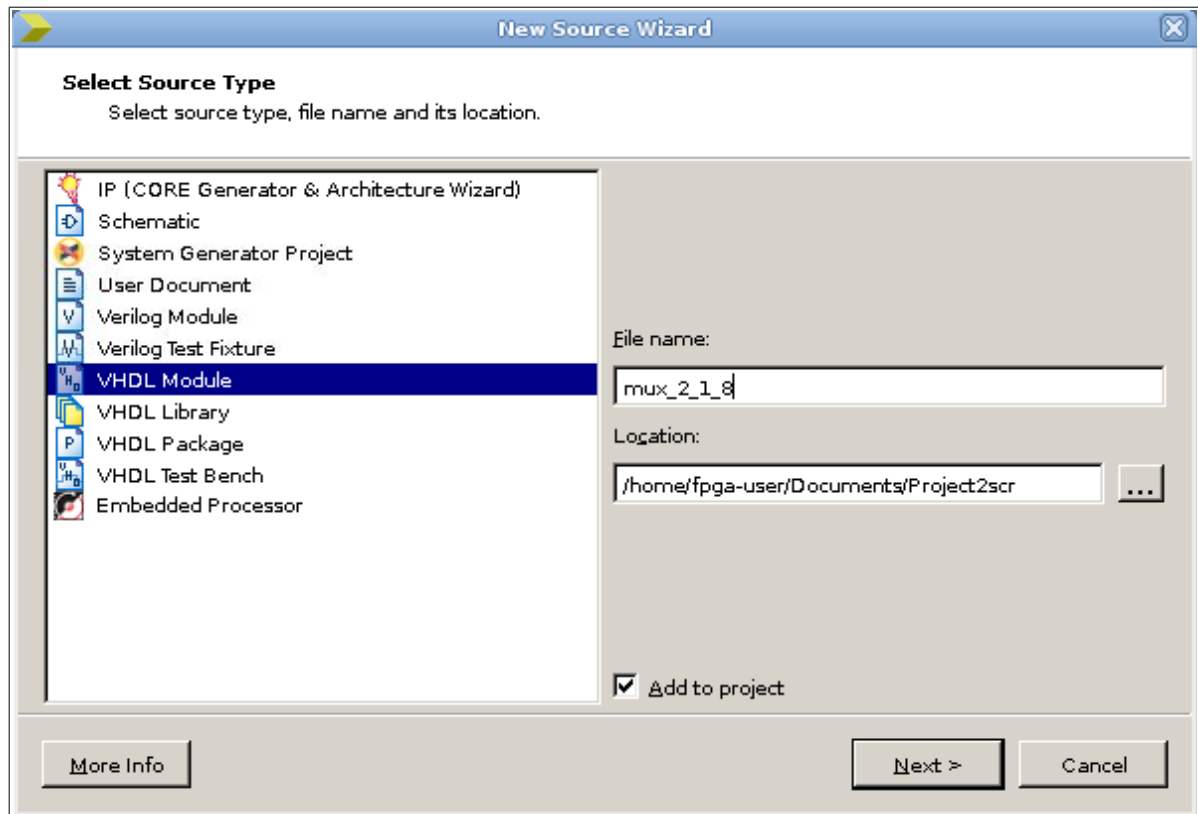 New Source Wizard
Select Source Type
Select source type, file name and its location.
IP (CORE Generator & Architecture Wizard)
Schematic
System Generator Project
User Document
Verilog Module
Verilog Test Fixture
VHDL Module
VHDL Library
VHDL Package
VHDL Test Bench
Embedded Processor
File name:
mux_2_1_8
Location:
/home/fpga-user/Documents/Project2scr
...
Add to project
More Info
Next >
Cancel